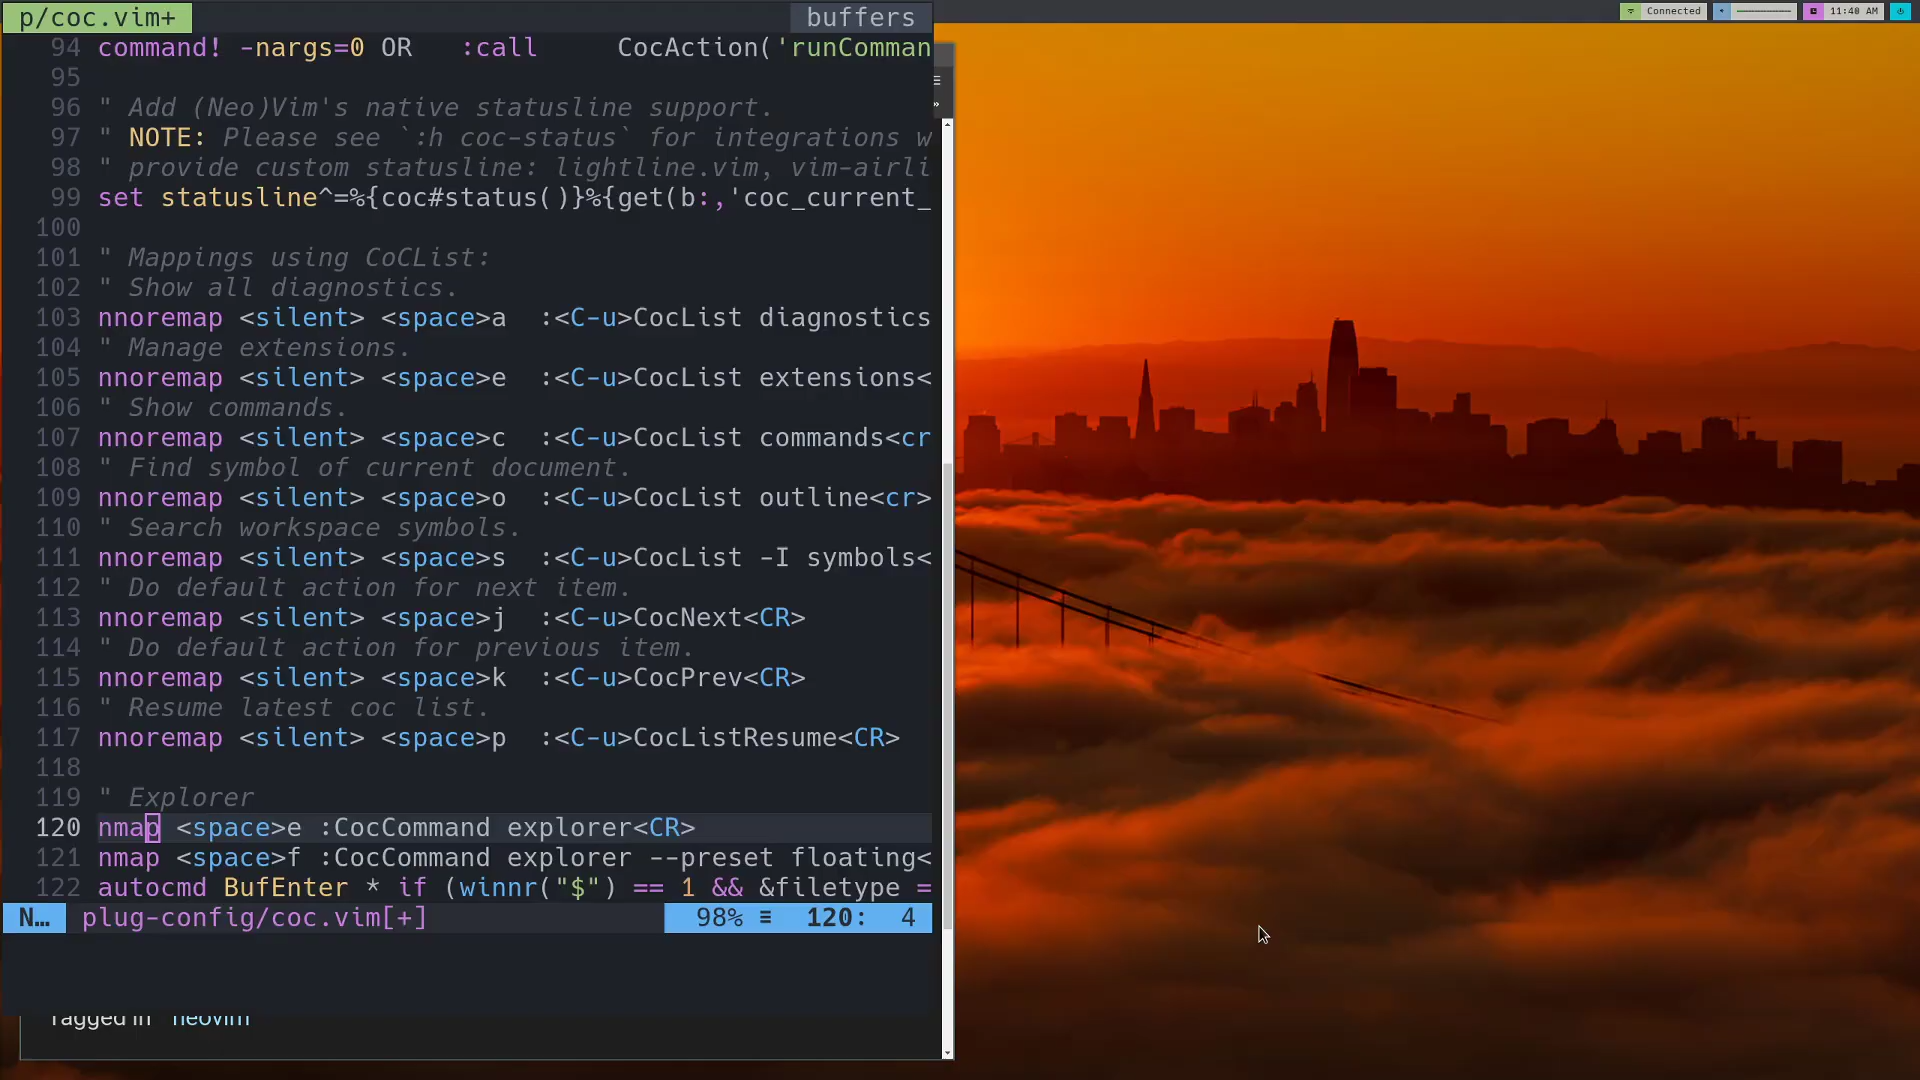 p/coc.vim+ buffers
Connected 11:40 AM
94 command! -nargs=0 OR :call CocAction('runComman
95
96 " Add (Neo)Vim's native statusline support.
97 " NOTE: Please see `:h coc-status` for integrations w
98 " provide custom statusline: lightline.vim, vim-airli
99 set statusline^=%{coc#status()}%{get(b:,'coc_current_
100
101 " Mappings using CoCList:
102 " Show all diagnostics.
103 nnoremap <silent> <space>a :<C-u>CocList diagnostics
104 " Manage extensions.
105 nnoremap <silent> <space>e :<C-u>CocList extensions<
106 " Show commands.
107 nnoremap <silent> <space>c :<C-u>CocList commands<cr
108 " Find symbol of current document.
109 nnoremap <silent> <space>o :<C-u>CocList outline<cr>
110 " Search workspace symbols.
111 nnoremap <silent> <space>s :<C-u>CocList -I symbols<
112 " Do default action for next item.
113 nnoremap <silent> <space>j :<C-u>CocNext<CR>
114 " Do default action for previous item.
115 nnoremap <silent> <space>k :<C-u>CocPrev<CR>
116 " Resume latest coc list.
117 nnoremap <silent> <space>p :<C-u>CocListResume<CR>
118
119 " Explorer
120 nmap <space>e :CocCommand explorer<CR>
121 nmap <space>f :CocCommand explorer --preset floating<
122 autocmd BufEnter * if (winnr("$") == 1 && &filetype =
N… plug-config/coc.vim[+] 98% ≡ 120: 4
Tagged in neovim